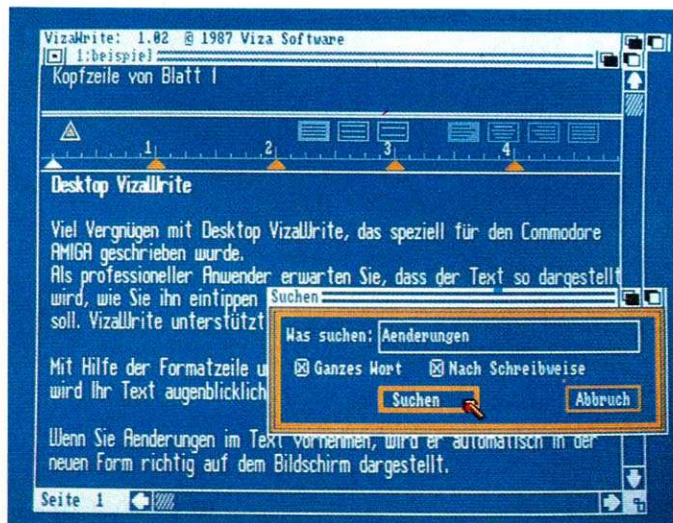 VizaWrite: 1.02 © 1987 Viza Software
1:beispiel
Kopfzeile von Blatt 1
1 2 3 4
Desktop VizaWrite
Viel Vergnügen mit Desktop VizaWrite, das speziell für den Commodore
AMIGA geschrieben wurde.
Als professioneller Anwender erwarten Sie, dass der Text so dargestellt
wird, wie Sie ihn eintippen
soll. VizaWrite unterstützt
Mit Hilfe der Formatzeile
wird Ihr Text augenblicklich
Suchen
Was suchen: Aenderungen
Ganzes Wort Nach Schreibweise
Suchen Abbruch
Wenn Sie Aenderungen im Text vornehmen, wird er automatisch in der
neuen Form richtig auf dem Bildschirm dargestellt.
Seite 1